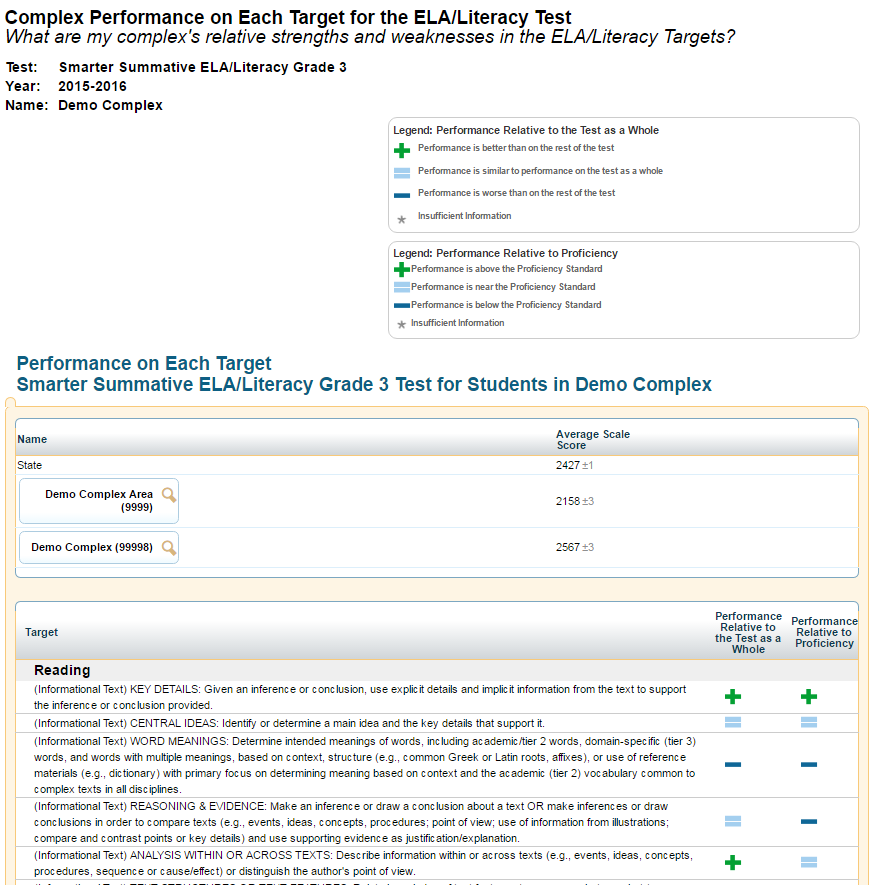 Complex Performance on Each Target for the ELA/Literacy Test
What are my complex's relative strengths and weaknesses in the ELA/Literacy Targets?
Test: Smarter Summative ELA/Literacy Grade 3
Year: 2015-2016
Name: Demo Complex
Legend: Performance Relative to the Test as a Whole
Performance is better than on the rest of the test
Performance is similar to performance on the test as a whole
Performance is worse than on the rest of the test
Insufficient Information
Legend: Performance Relative to Proficiency
Performance is above the Proficiency Standard
Performance is near the Proficiency Standard
Performance is below the Proficiency Standard
Insufficient Information
Performance on Each Target
Smarter Summative ELA/Literacy Grade 3 Test for Students in Demo Complex
Name
Average Scale
Score
State
2427 ±1
Demo Complex Area
(9999)
2158 ±3
Demo Complex (99998)
2567 ±3
Target
Performance
Relative to
the Test as a
Whole
Performance
Relative to
Proficiency
Reading
(Informational Text) KEY DETAILS: Given an inference or conclusion, use explicit details and implicit information from the text to support
the inference or conclusion provided.
(Informational Text) CENTRAL IDEAS: Identify or determine a main idea and the key details that support it.
(Informational Text) WORD MEANINGS: Determine intended meanings of words, including academic/tier 2 words, domain-specific (tier 3)
words, and words with multiple meanings, based on context, structure (e.g., common Greek or Latin roots, affixes), or use of reference
materials (e.g., dictionary) with primary focus on determining meaning based on context and the academic (tier 2) vocabulary common to
complex texts in all disciplines.
(Informational Text) REASONING & EVIDENCE: Make an inference or draw a conclusion about a text OR make inferences or draw
conclusions in order to compare texts (e.g., events, ideas, concepts, procedures; point of view; use of information from illustrations;
compare and contrast points or key details) and use supporting evidence as justification/explanation.
(Informational Text) ANALYSIS WITHIN OR ACROSS TEXTS: Describe information within or across texts (e.g., events, ideas, concepts,
procedures, sequence or cause/effect) or distinguish the author's point of view.